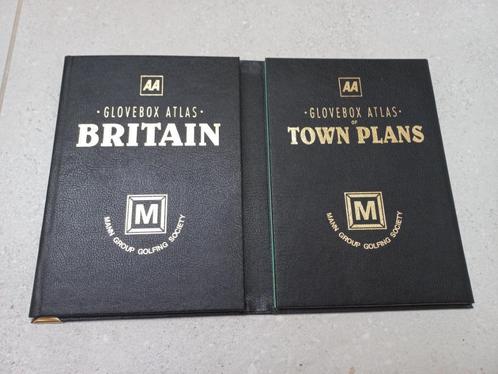 AA
· GLOVEBOX ATLAS ·
BRITAIN
M
MANN GROUP GOLFING SOCIETY
AA
· GLOVEBOX ATLAS ·
OF
TOWN PLANS
M
MANN GROUP GOLFING SOCIETY